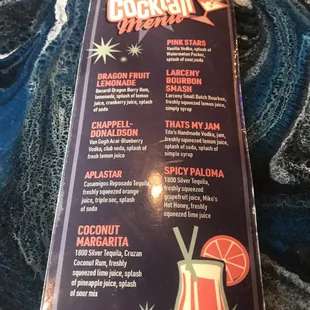 Cocktail
Menu
PINK STARS
Vanilla Vodka, splash of
Watermelon Pucker,
splash of sour, soda
DRAGON FRUIT
LEMONADE
Bacardi Dragon Berry Rum,
lemonade, splash of lemon
juice, cranberry juice, splash
of soda
LARCENY
BOURBON
SMASH
Larceny Small Batch Bourbon,
freshly squeezed lemon juice,
splash of simple syrup
CHAPPELL-
DONALDSON
Van Gogh Acai-Blueberry
Vodka, club soda, splash of
fresh lemon juice
THATS MY JAM
Tito's Handmade Vodka, jam,
freshly squeezed lemon
juice, splash of soda, splash of
simple syrup
APLASTAR
Casamigos Reposado Tequila,
freshly squeezed orange
juice, triple sec, splash
of soda
SPICY PALOMA
1800 Silver Tequila,
freshly squeezed
grapefruit juice, Mike's
Hot Honey, freshly
squeezed lime juice
COCONUT
MARGARITA
1800 Silver Tequila, Cruzan
Coconut Rum, freshly
squeezed lime juice, splash
of pineapple juice, splash
of sour mix